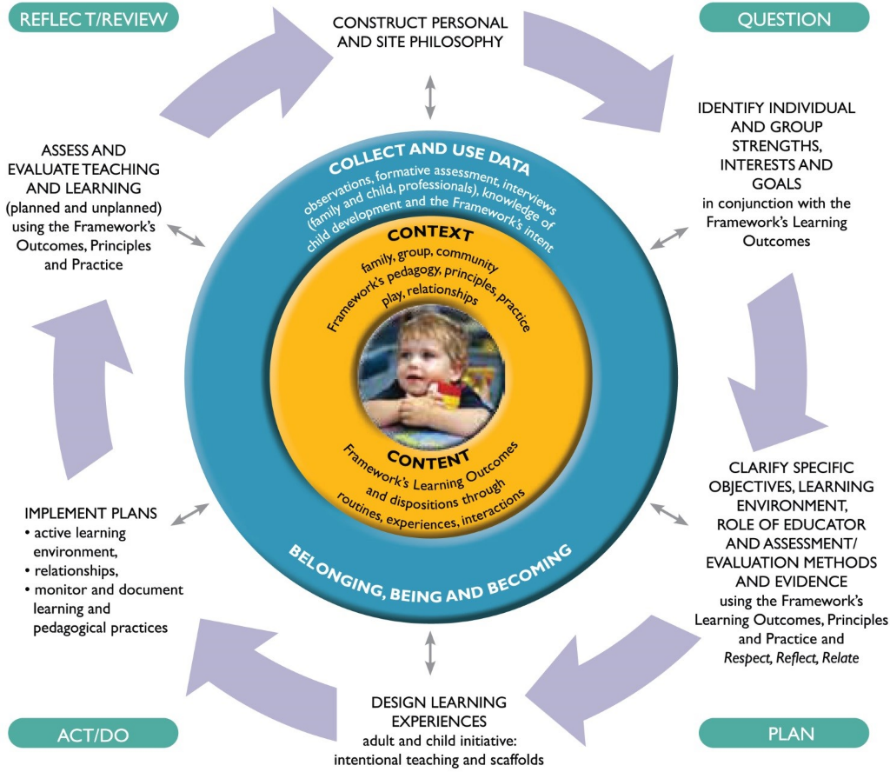 REFLECT/REVIEW
CONSTRUCT PERSONAL
AND SITE PHILOSOPHY
QUESTION
IDENTIFY INDIVIDUAL
AND GROUP
STRENGTHS,
INTERESTS AND
GOALS
in conjunction with the
Framework's Learning
Outcomes
CLARIFY SPECIFIC
OBJECTIVES, LEARNING
ENVIRONMENT,
ROLE OF EDUCATOR
AND ASSESSMENT/
EVALUATION METHODS
AND EVIDENCE
using the Framework's
Learning Outcomes, Principles
and Practice and
Respect, Reflect, Relate
PLAN
DESIGN LEARNING
EXPERIENCES
adult and child initiative:
intentional teaching and scaffolds
ACT/DO
IMPLEMENT PLANS
• active learning
environment,
• relationships,
• monitor and document
learning and
pedagogical practices
ASSESS AND
EVALUATE TEACHING
AND LEARNING
(planned and unplanned)
using the Framework's
Outcomes, Principles
and Practice
COLLECT AND USE DATA
observations, formative assessment, interviews
(family and child, professionals), knowledge of
child development and the Framework's intent
CONTEXT
family, group, community
Framework's pedagogy, principles, practice
play, relationships
CONTENT
Framework's Learning Outcomes
and dispositions through
routines, experiences, interactions
BELONGING, BEING AND BECOMING